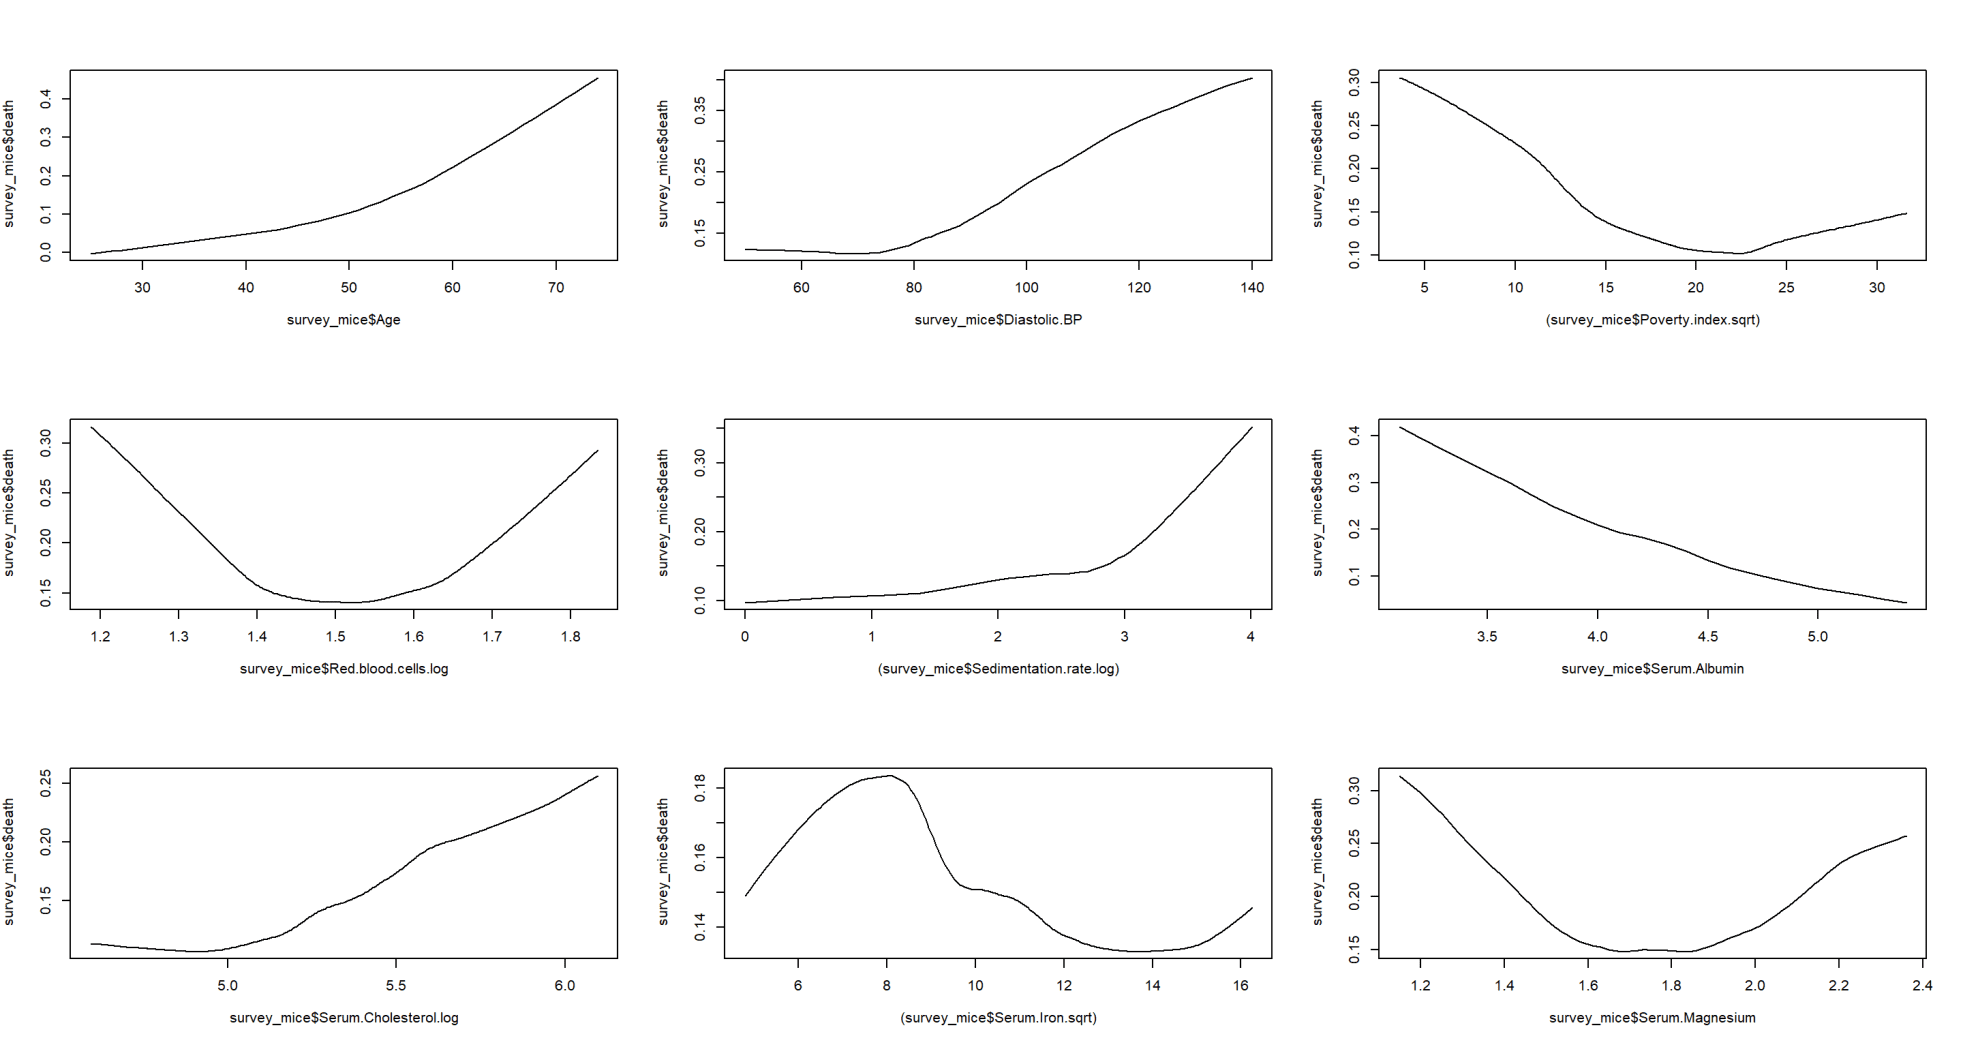 survey_mice$death
0.0 0.1 0.2 0.3 0.4
30 40 50 60 70
survey_mice$Age
survey_mice$death
0.15 0.25 0.35
60 80 100 120 140
survey_mice$Diastolic.BP
survey_mice$death
0.10 0.15 0.20 0.25 0.30
5 10 15 20 25 30
(survey_mice$Poverty.index.sqrt)
survey_mice$death
0.15 0.20 0.25 0.30
1.2 1.3 1.4 1.5 1.6 1.7 1.8
survey_mice$Red.blood.cells.log
survey_mice$death
0.10 0.20 0.30
0 1 2 3 4
(survey_mice$Sedimentation.rate.log)
survey_mice$death
0.1 0.2 0.3 0.4
3.5 4.0 4.5 5.0
survey_mice$Serum.Albumin
survey_mice$death
0.15 0.20 0.25
5.0 5.5 6.0
survey_mice$Serum.Cholesterol.log
survey_mice$death
0.14 0.16 0.18
6 8 10 12 14 16
(survey_mice$Serum.Iron.sqrt)
survey_mice$death
0.15 0.20 0.25 0.30
1.2 1.4 1.6 1.8 2.0 2.2 2.4
survey_mice$Serum.Magnesium